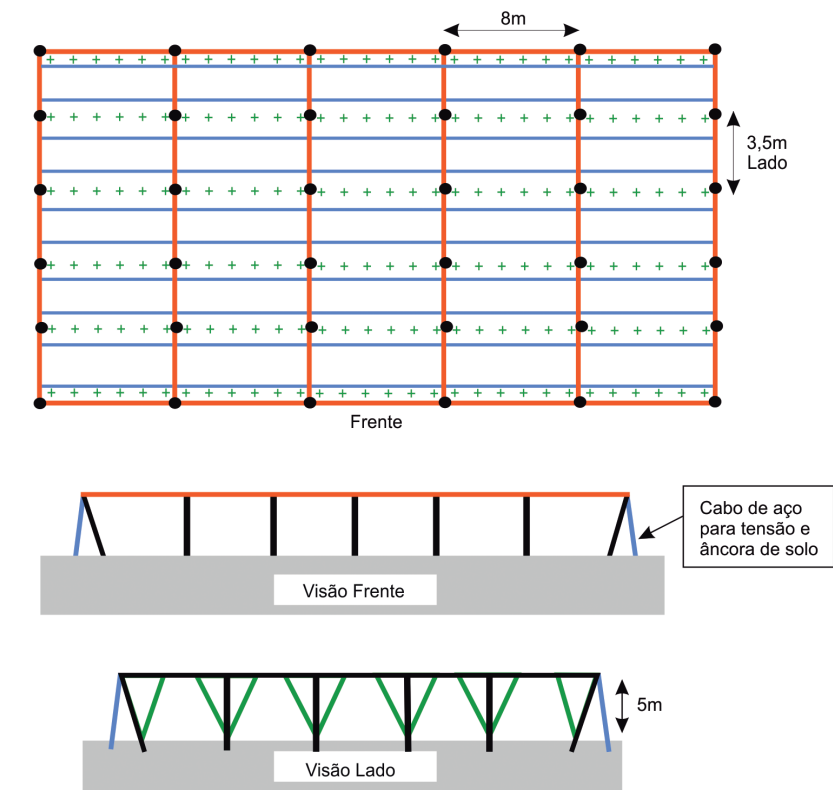 8m
3,5m
Lado
Frente
Cabo de aço
para tensão e
âncora de solo
Visão Frente
5m
Visão Lado